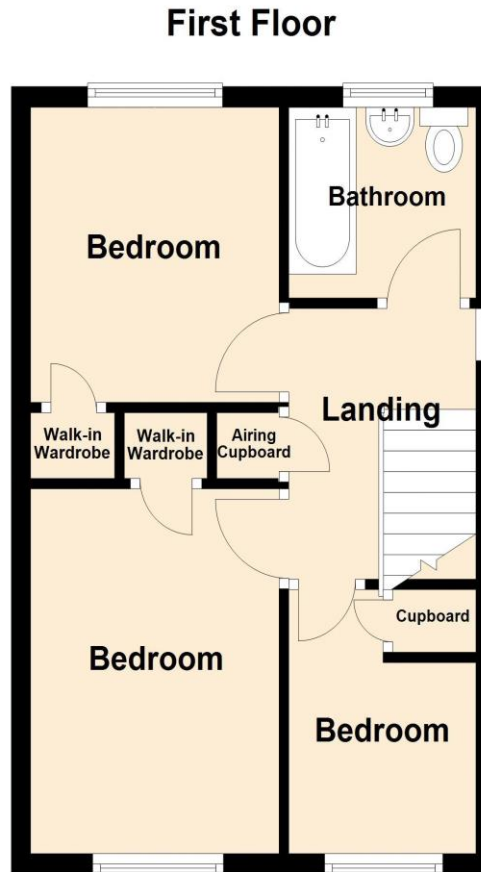 First Floor
Bathroom
Bedroom
Landing
Walk-in
Wardrobe
Walk-in
Wardrobe
Airing
Cupboard
Cupboard
Bedroom
Bedroom